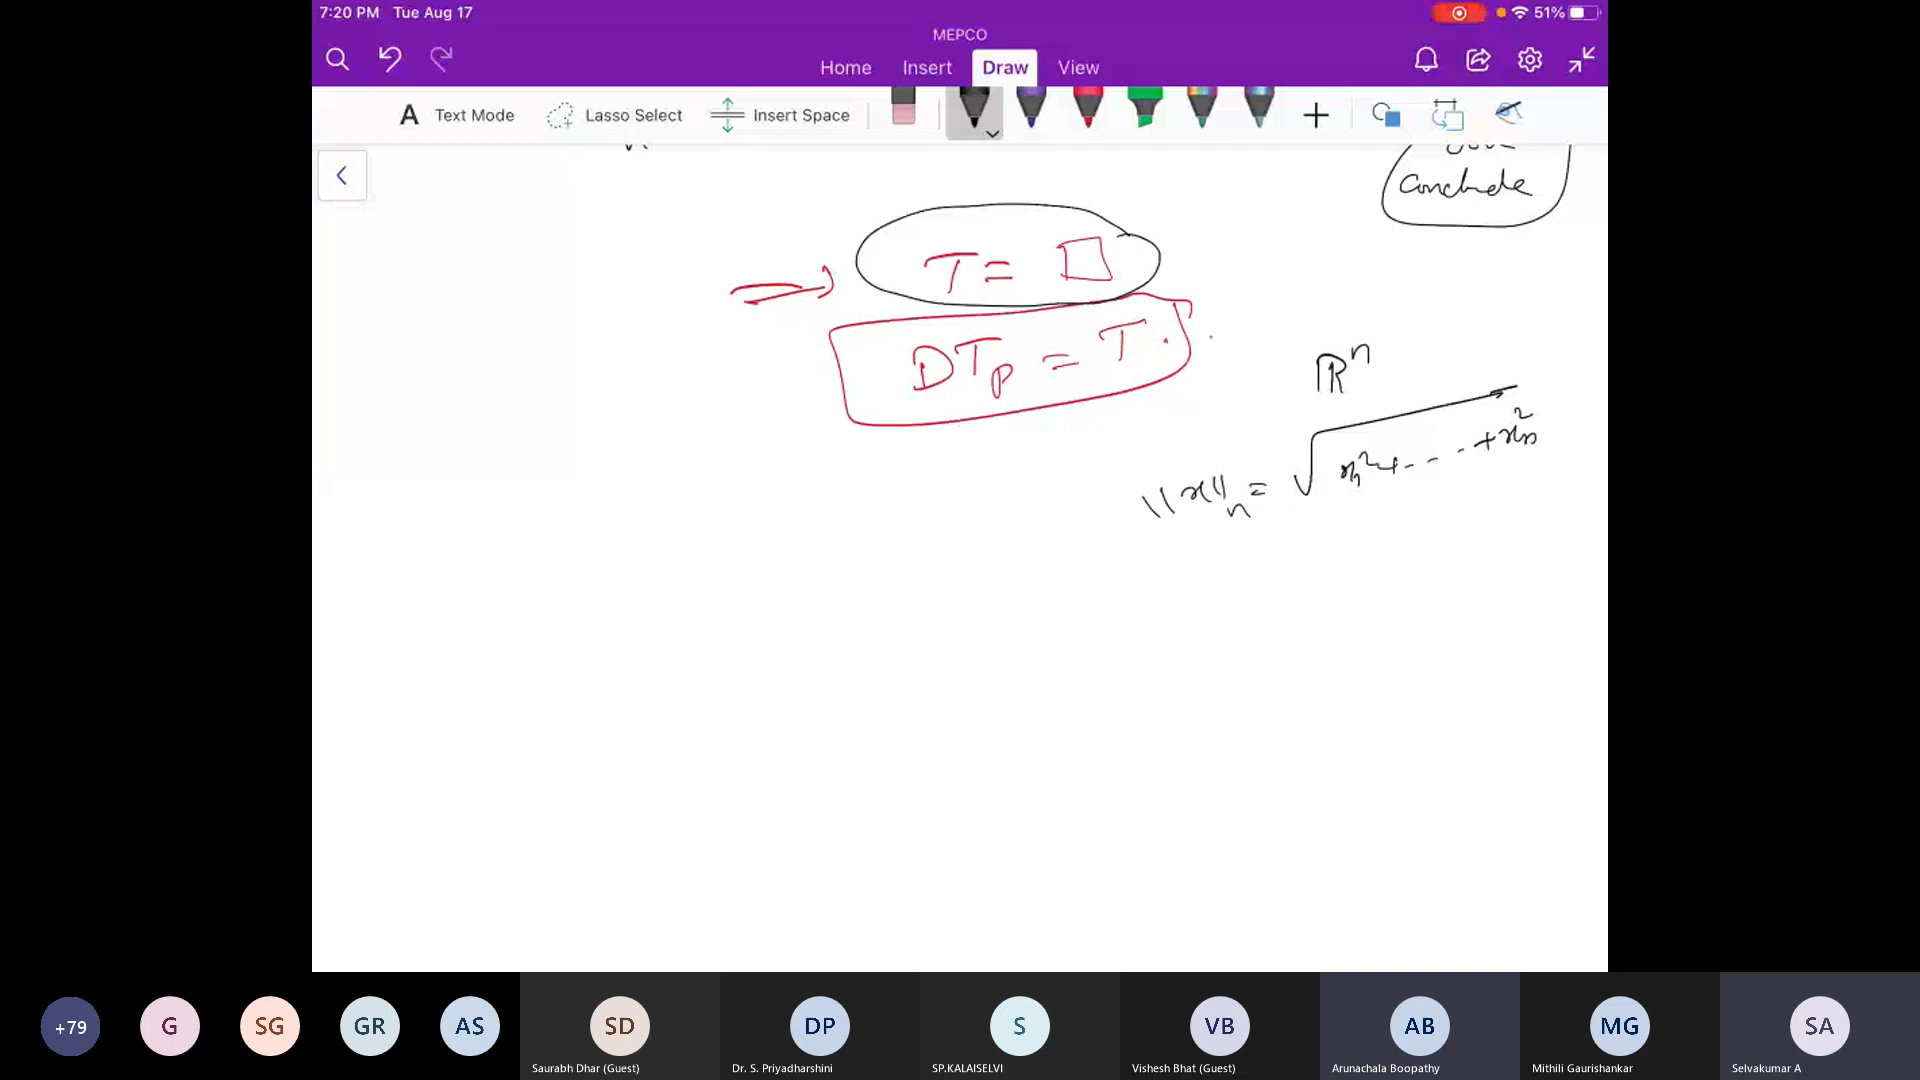 7:20 PM Tue Aug 17
51%
MEPCO
Home Insert Draw View
A Text Mode Lasso Select Insert Space
Conclude
T = □
DT_p = T.
ℝ^n
||x||_n = √x_1^2+---+x_n^2
+79 G SG GR AS SD DP S VB AB MG SA
Saurabh Dhar (Guest) Dr. S. Priyadharshini SP.KALAISELVI Vishesh Bhat (Guest) Arunachala Boopathy Mithili Gaurishankar Selvakumar A